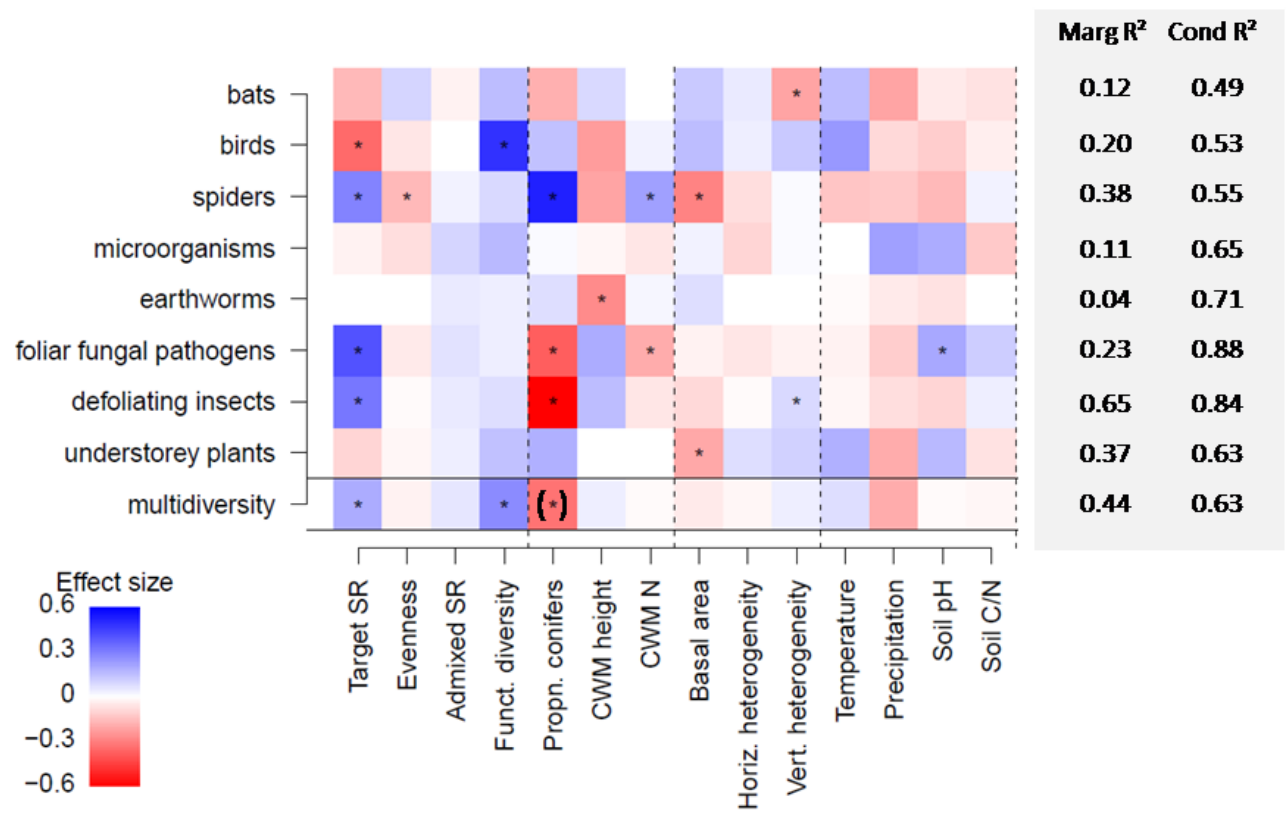 Marg R² Cond R²
bats * 0.12 0.49
birds * * 0.20 0.53
spiders * * * * * 0.38 0.55
microorganisms 0.11 0.65
earthworms * 0.04 0.71
foliar fungal pathogens * * * * 0.23 0.88
defoliating insects * * * 0.65 0.84
understorey plants * 0.37 0.63
multidiversity * * (*) 0.44 0.63
Target SR
Evenness
Admixed SR
Funct. diversity
Propn. conifers
CWM height
CWM N
Basal area
Horiz. heterogeneity
Vert. heterogeneity
Temperature
Precipitation
Soil pH
Soil C/N
Effect size
0.6
0.3
0
−0.3
−0.6